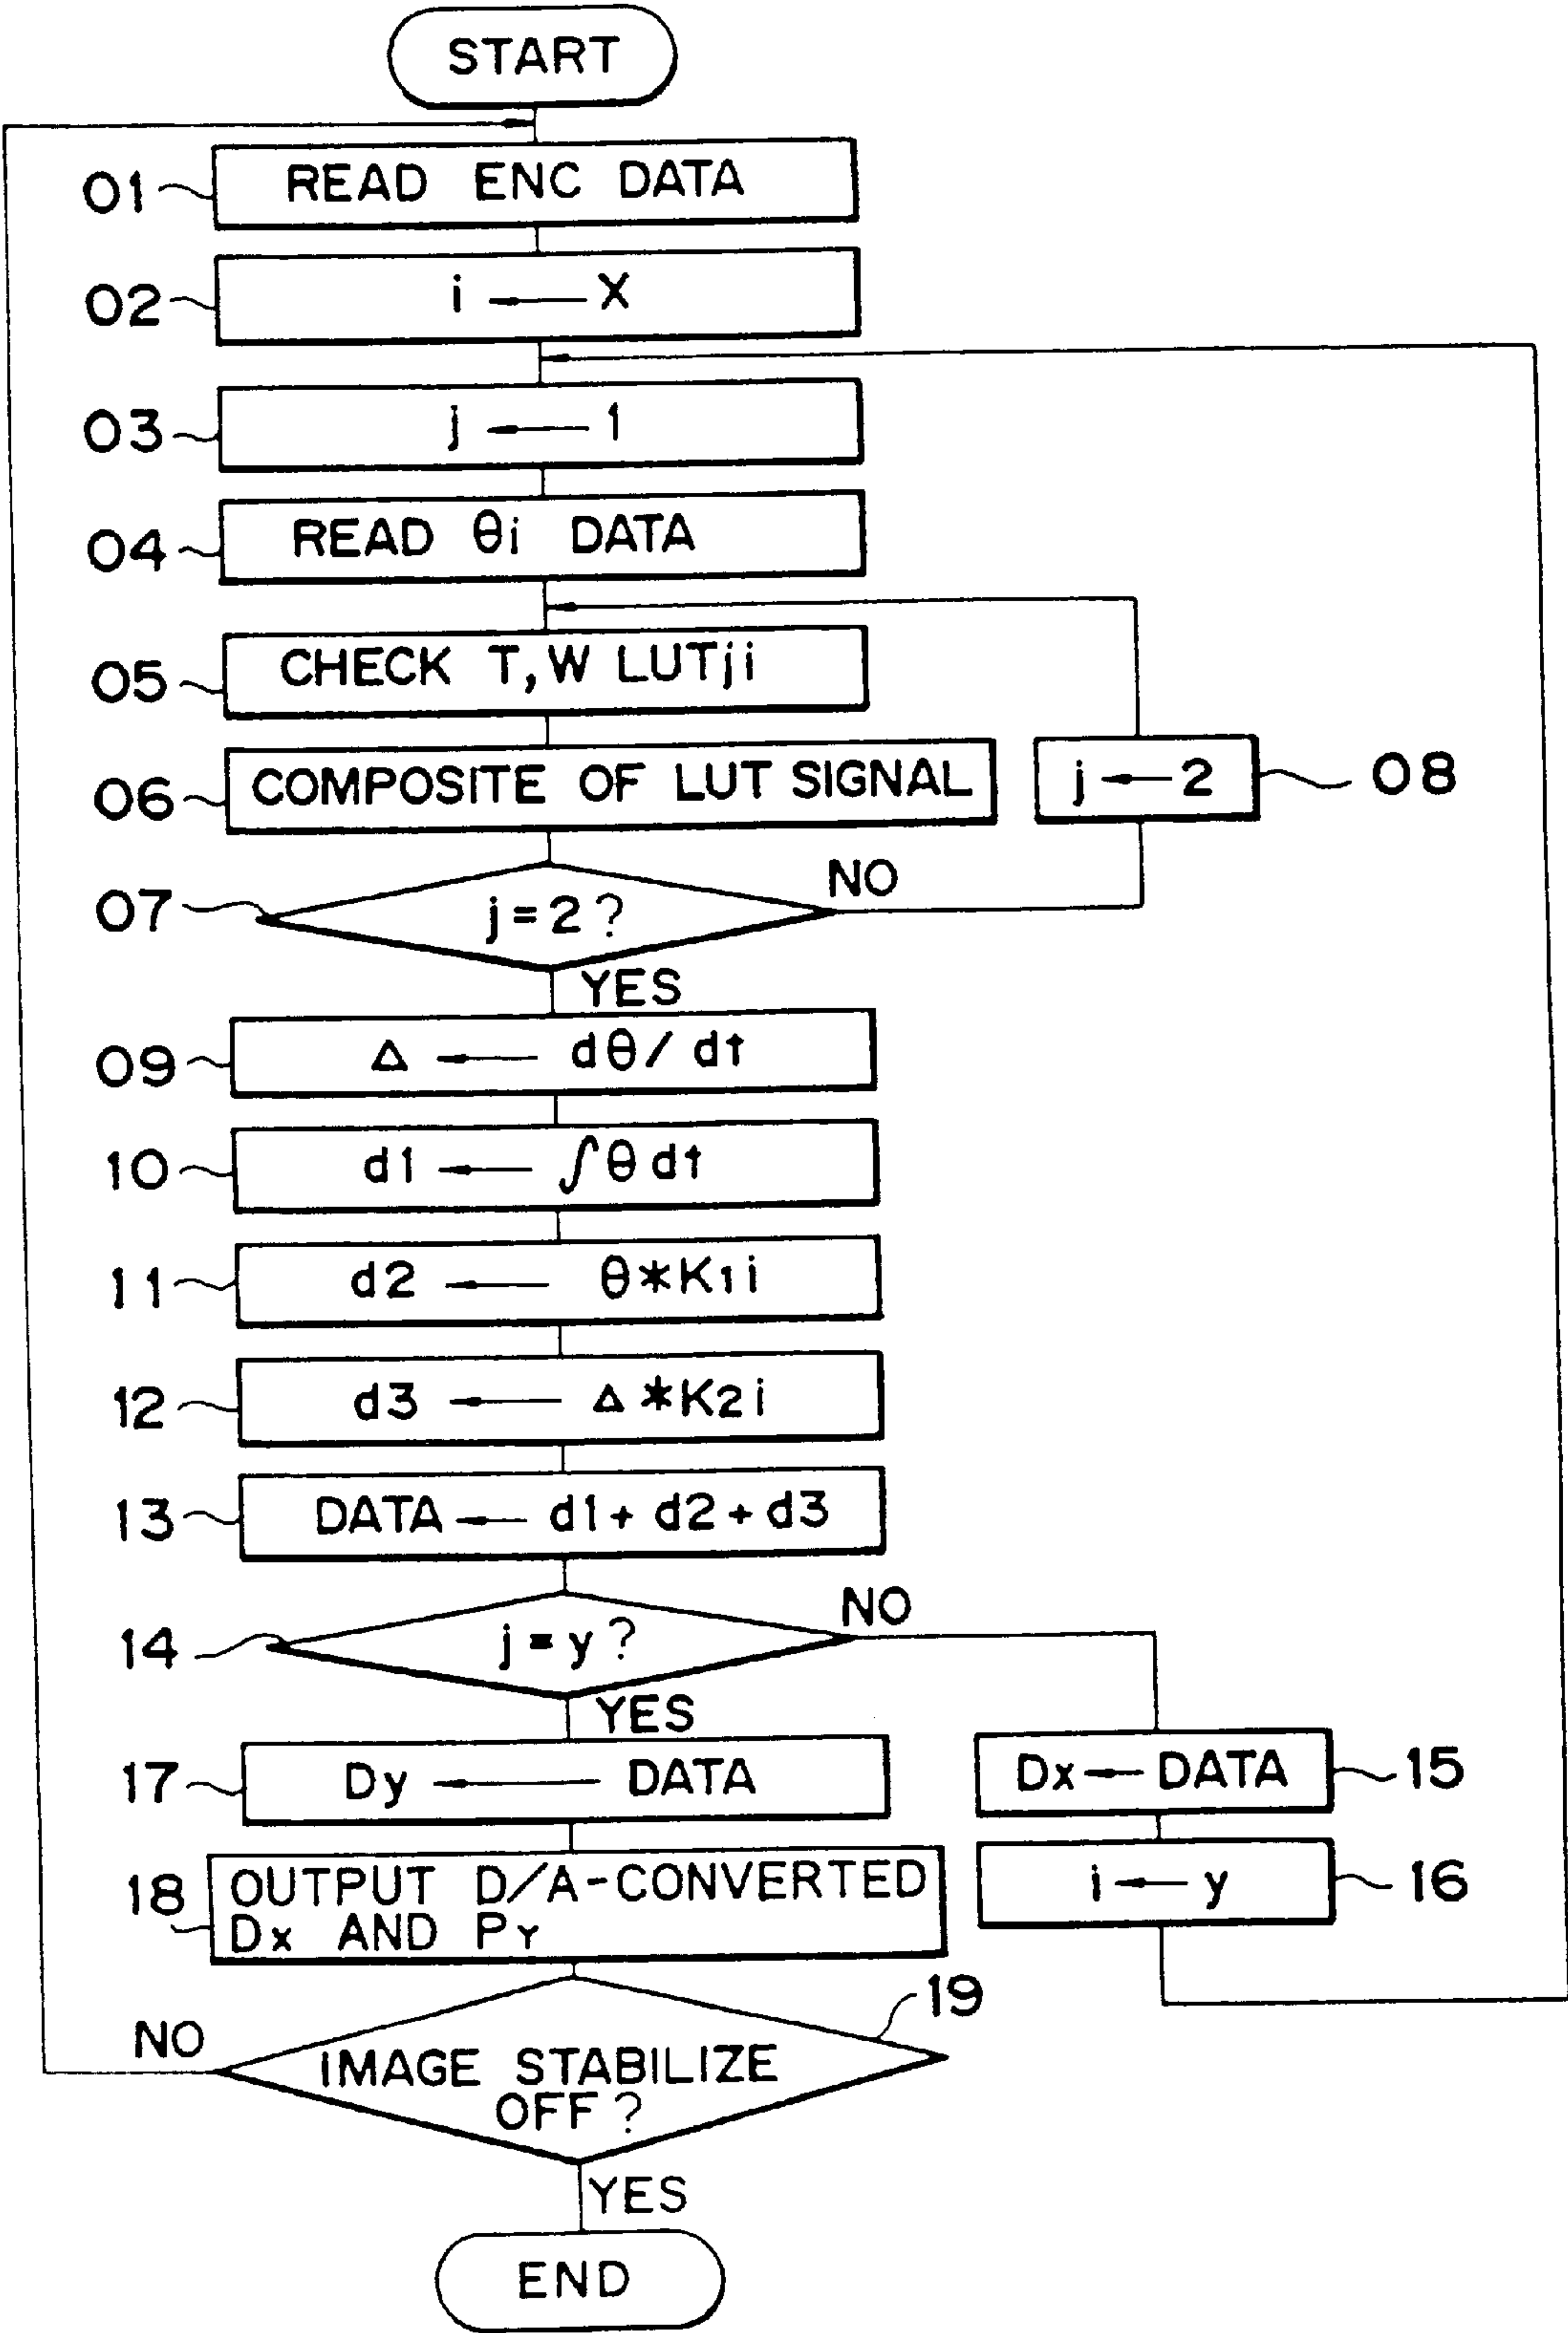 START
01 READ ENC DATA
02 i ← X
03 j ← 1
04 READ θi DATA
05 CHECK T, W LUTji
06 COMPOSITE OF LUT SIGNAL
j ← 2 08
07 j = 2 ?
NO
YES
09 Δ ← dθ / dt
10 d1 ← ∫θ dt
11 d2 ← θ*K1i
12 d3 ← Δ*K2i
13 DATA ← d1 + d2 + d3
14 j = y ?
NO
YES
17 Dy ← DATA
Dx ← DATA 15
i ← y 16
18 OUTPUT D/A-CONVERTED
Dx AND PY
19
NO
IMAGE STABILIZE
OFF ?
YES
END